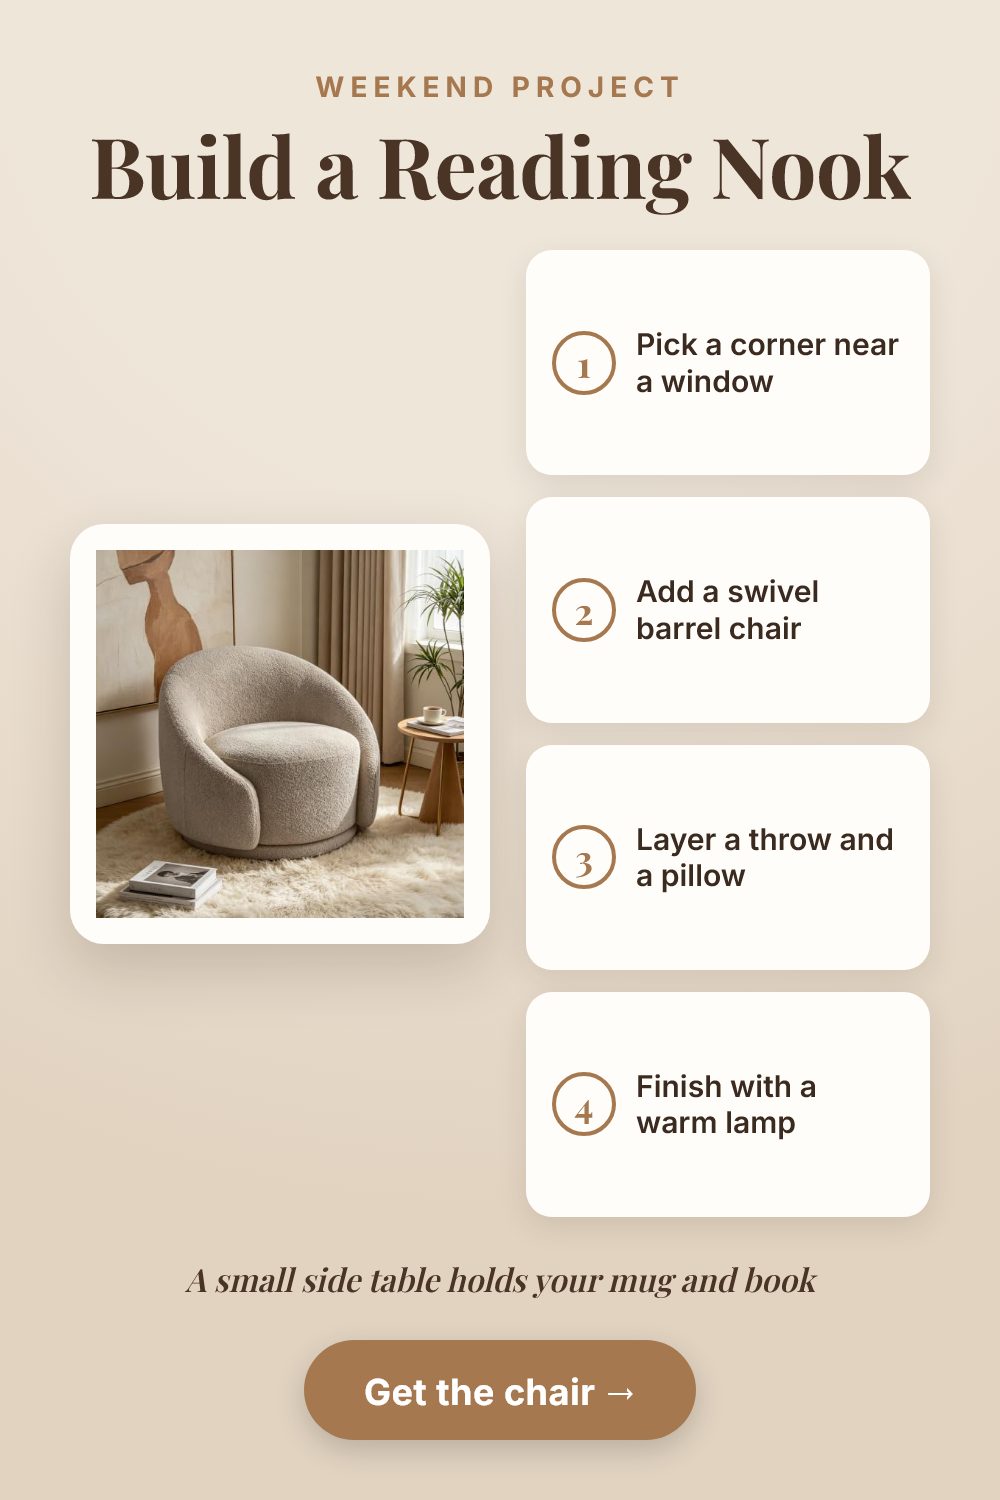 WEEKEND PROJECT
Build a Reading Nook
1
Pick a corner near
a window
2
Add a swivel
barrel chair
3
Layer a throw and
a pillow
4
Finish with a
warm lamp
A small side table holds your mug and book
Get the chair →